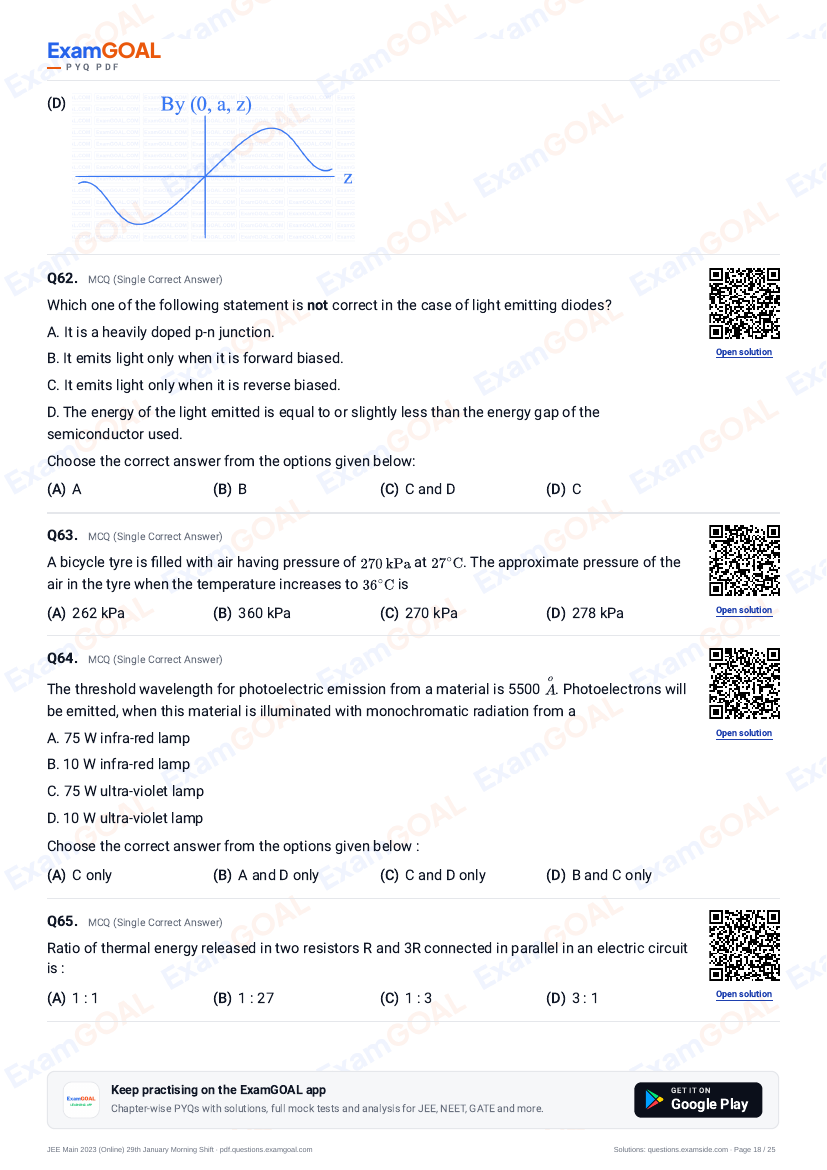 ExamGOAL
PYQ PDF
(D)
By (0, a, z)
z
Q62. MCQ (Single Correct Answer)
Which one of the following statement is not correct in the case of light emitting diodes?
A. It is a heavily doped p-n junction.
B. It emits light only when it is forward biased.
C. It emits light only when it is reverse biased.
D. The energy of the light emitted is equal to or slightly less than the energy gap of the
semiconductor used.
Choose the correct answer from the options given below:
(A) A (B) B (C) C and D (D) C
Open solution
Q63. MCQ (Single Correct Answer)
A bicycle tyre is filled with air having pressure of 270 kPa at 27°C. The approximate pressure of the
air in the tyre when the temperature increases to 36°C is
(A) 262 kPa (B) 360 kPa (C) 270 kPa (D) 278 kPa
Open solution
Q64. MCQ (Single Correct Answer)
The threshold wavelength for photoelectric emission from a material is 5500 Å. Photoelectrons will
be emitted, when this material is illuminated with monochromatic radiation from a
A. 75 W infra-red lamp
B. 10 W infra-red lamp
C. 75 W ultra-violet lamp
D. 10 W ultra-violet lamp
Choose the correct answer from the options given below :
(A) C only (B) A and D only (C) C and D only (D) B and C only
Open solution
Q65. MCQ (Single Correct Answer)
Ratio of thermal energy released in two resistors R and 3R connected in parallel in an electric circuit
is :
(A) 1 : 1 (B) 1 : 27 (C) 1 : 3 (D) 3 : 1
Open solution
ExamGOAL
Keep practising on the ExamGOAL app
Chapter-wise PYQs with solutions, full mock tests and analysis for JEE, NEET, GATE and more.
GET IT ON
Google Play
JEE Main 2023 (Online) 29th January Morning Shift · pdf.questions.examgoal.com
Solutions: questions.examside.com · Page 18 / 25